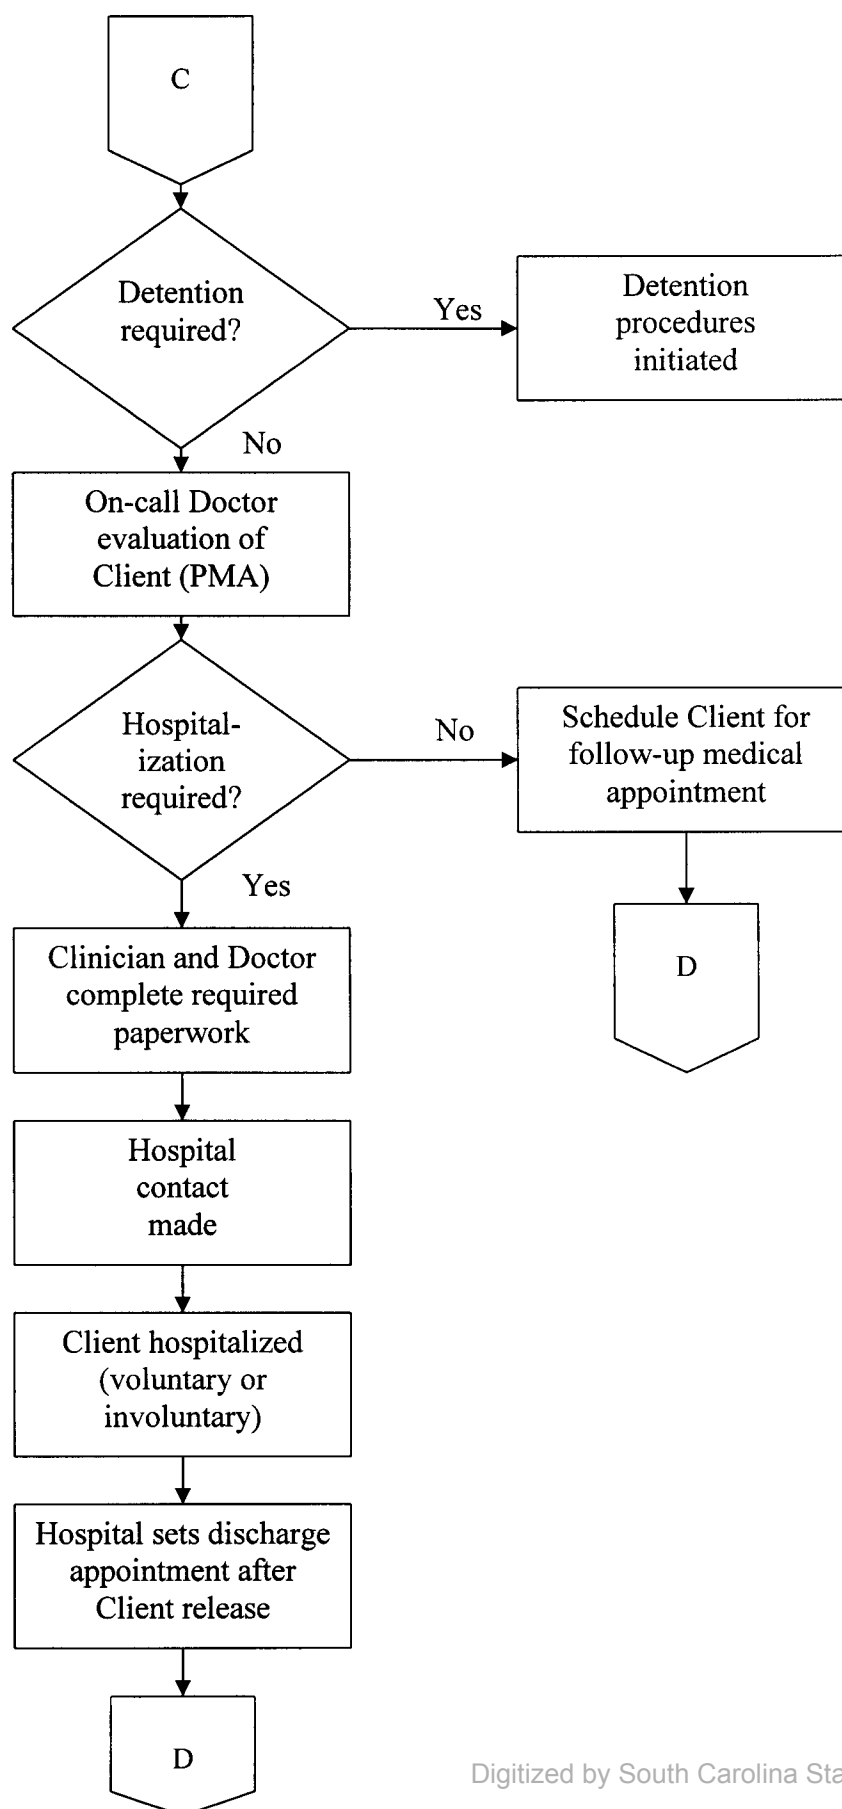 C
Detention
required?
Yes
Detention
procedures
initiated
No
On-call Doctor
evaluation of
Client (PMA)
Hospital-
ization
required?
No
Schedule Client for
follow-up medical
appointment
Yes
D
Clinician and Doctor
complete required
paperwork
Hospital
contact
made
Client hospitalized
(voluntary or
involuntary)
Hospital sets discharge
appointment after
Client release
D
Digitized by South Carolina Sta